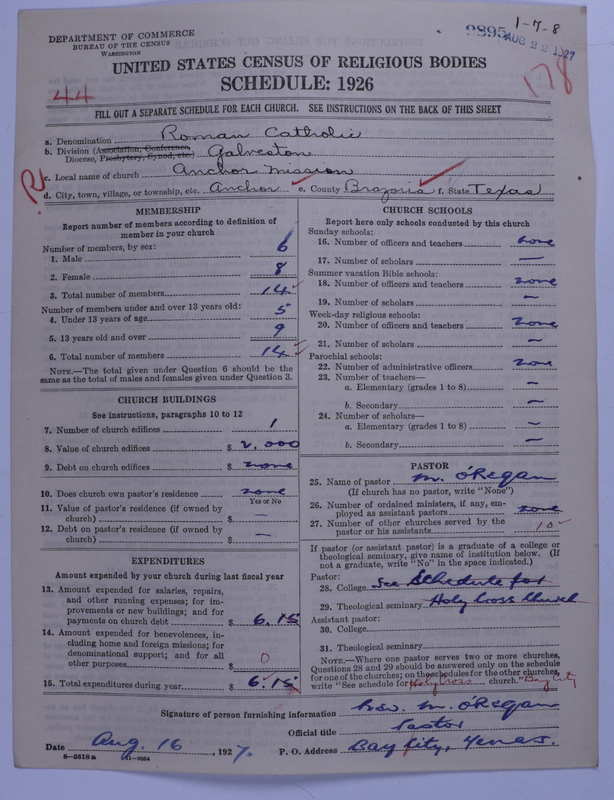 1-7-8
DEPARTMENT OF COMMERCE
BUREAU OF THE CENSUS
WASHINGTON
9895 AUG 22 1927
UNITED STATES CENSUS OF RELIGIOUS BODIES
SCHEDULE: 1926
44
178
FILL OUT A SEPARATE SCHEDULE FOR EACH CHURCH. SEE INSTRUCTIONS ON THE BACK OF THIS SHEET
a. Denomination Roman Catholic
b. Division (Association, Conference, Diocese, Presbytery, Synod, etc.) Galveston
c. Local name of church Anchor Mission
R
d. City, town, village, or township, etc. Anchor e. County Brazoria f. State Texas
MEMBERSHIP
Report number of members according to definition of
member in your church
Number of members, by sex:
1. Male 6
2. Female 8
3. Total number of members 14
Number of members under and over 13 years old:
4. Under 13 years of age 5
5. 13 years old and over 9
6. Total number of members 14
NOTE.—The total given under Question 6 should be
same as the total of males and females given under Question 3.
CHURCH BUILDINGS
See instructions, paragraphs 10 to 12
7. Number of church edifices 1
8. Value of church edifices $ 2,000
9. Debt on church edifices $ none
10. Does church own pastor's residence none
Yes or No
11. Value of pastor's residence (if owned by
church) $ —
12. Debt on pastor's residence (if owned by
church) $ —
EXPENDITURES
Amount expended by your church during last fiscal year
13. Amount expended for salaries, repairs,
and other running expenses; for im-
provements or new buildings; and for
payments on church debt $ 6.15
14. Amount expended for benevolences, in-
cluding home and foreign missions; for
denominational support; and for all
other purposes $ 0
15. Total expenditures during year $ 6.15
CHURCH SCHOOLS
Report here only schools conducted by this church
Sunday schools:
16. Number of officers and teachers none
17. Number of scholars —
Summer vacation Bible schools:
18. Number of officers and teachers none
19. Number of scholars —
Week-day religious schools:
20. Number of officers and teachers none
21. Number of scholars —
Parochial schools:
22. Number of administrative officers none
23. Number of teachers—
a. Elementary (grades 1 to 8) —
b. Secondary —
24. Number of scholars—
a. Elementary (grades 1 to 8) —
b. Secondary —
PASTOR
25. Name of pastor M. O'Regan
(If church has no pastor, write "None")
26. Number of ordained ministers, if any, em-
ployed as assistant pastors none
27. Number of other churches served by the
pastor or his assistants 10
If pastor (or assistant pastor) is a graduate of a college or
theological seminary, give name of institution below. (If
not a graduate, write "No" in the space indicated.)
Pastor:
28. College See Schedule for
29. Theological seminary Holy Cross Church
Assistant pastor:
30. College
31. Theological seminary
NOTE.—Where one pastor serves two or more churches,
Questions 28 and 29 should be answered only on the schedule
for one of the churches; on the schedules for the other churches,
write "See schedule for Holy Cross church." Bay City
Signature of person furnishing information Rev. M. O'Regan
Official title Pastor
Date Aug. 16, 1927. P. O. Address Bay City, Texas.
8-5518a 11-9554